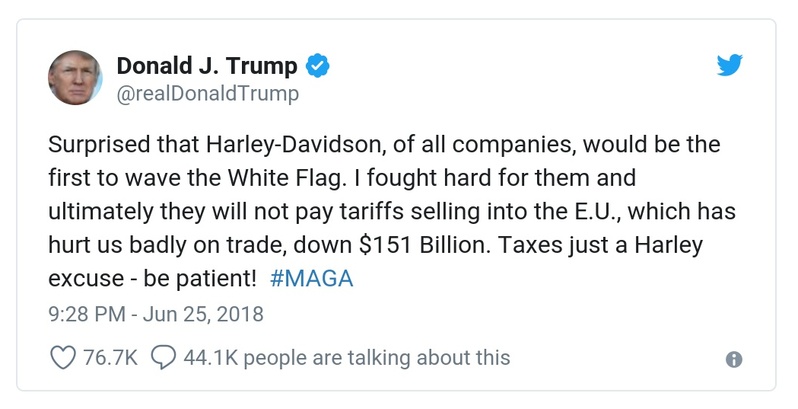 Donald J. Trump
@realDonaldTrump
Surprised that Harley-Davidson, of all companies, would be the
first to wave the White Flag. I fought hard for them and
ultimately they will not pay tariffs selling into the E.U., which has
hurt us badly on trade, down $151 Billion. Taxes just a Harley
excuse - be patient! #MAGA
9:28 PM - Jun 25, 2018
76.7K 44.1K people are talking about this